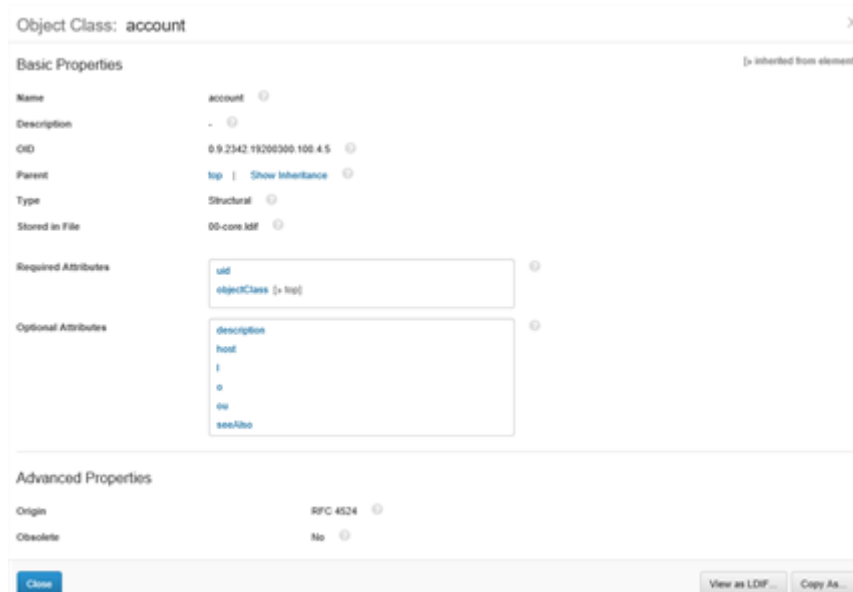 Object Class: account
Basic Properties
[> inherited from element
Name account
Description -
OID 0.9.2342.19200300.100.4.5
Parent top | Show Inheritance
Type Structural
Stored in File 00-core.ldif
Required Attributes
uid
objectClass [> top]
Optional Attributes
description
host
l
o
ou
seeAlso
Advanced Properties
Origin RFC 4524
Obsolete No
Close View as LDIF... Copy As...